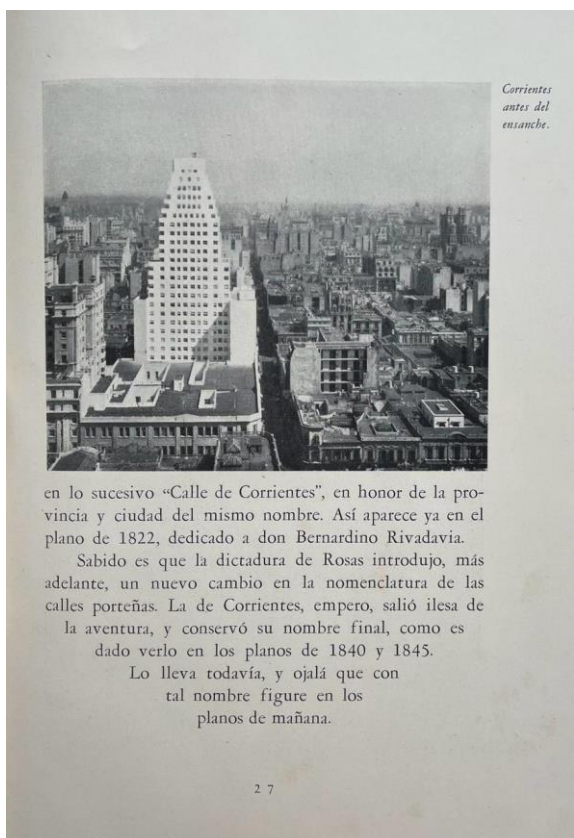 Corrientes
antes del
ensanche.
en lo sucesivo “Calle de Corrientes”, en honor de la pro-
vincia y ciudad del mismo nombre. Así aparece ya en el
plano de 1822, dedicado a don Bernardino Rivadavia.
Sabido es que la dictadura de Rosas introdujo, más
adelante, un nuevo cambio en la nomenclatura de las
calles porteñas. La de Corrientes, empero, salió ilesa de
la aventura, y conservó su nombre final, como es
dado verlo en los planos de 1840 y 1845.
Lo lleva todavía, y ojalá que con
tal nombre figure en los
planos de mañana.
27